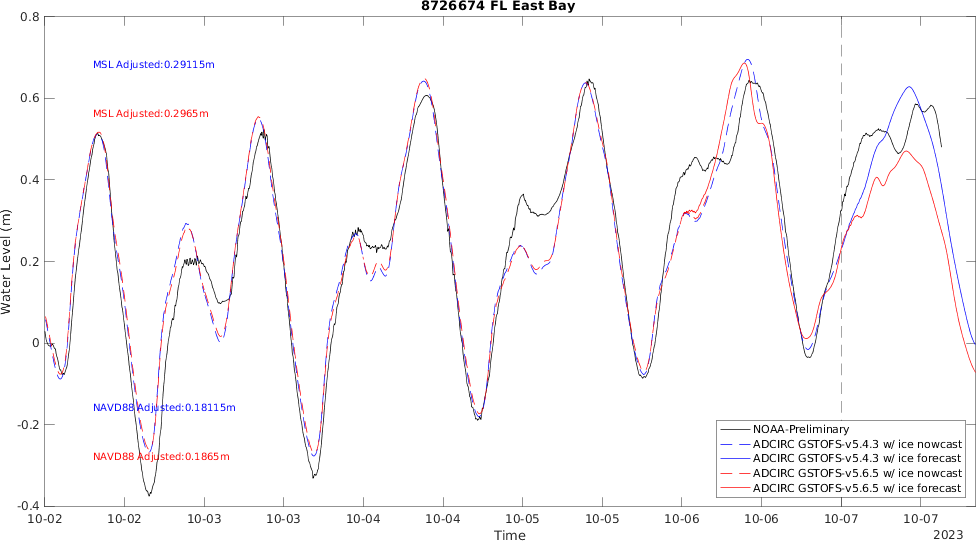 8726674 FL East Bay
0.8
0.6
0.4
0.2
0
-0.2
-0.4
Water Level (m)
MSL Adjusted:0.29115m
MSL Adjusted:0.2965m
NAVD88 Adjusted:0.18115m
NAVD88 Adjusted:0.1865m
NOAA-Preliminary
ADCIRC GSTOFS-v5.4.3 w/ ice nowcast
ADCIRC GSTOFS-v5.4.3 w/ ice forecast
ADCIRC GSTOFS-v5.6.5 w/ ice nowcast
ADCIRC GSTOFS-v5.6.5 w/ ice forecast
10-02 10-02 10-03 10-03 10-04 10-04 10-05 10-05 10-06 10-06 10-07 10-07
Time
2023